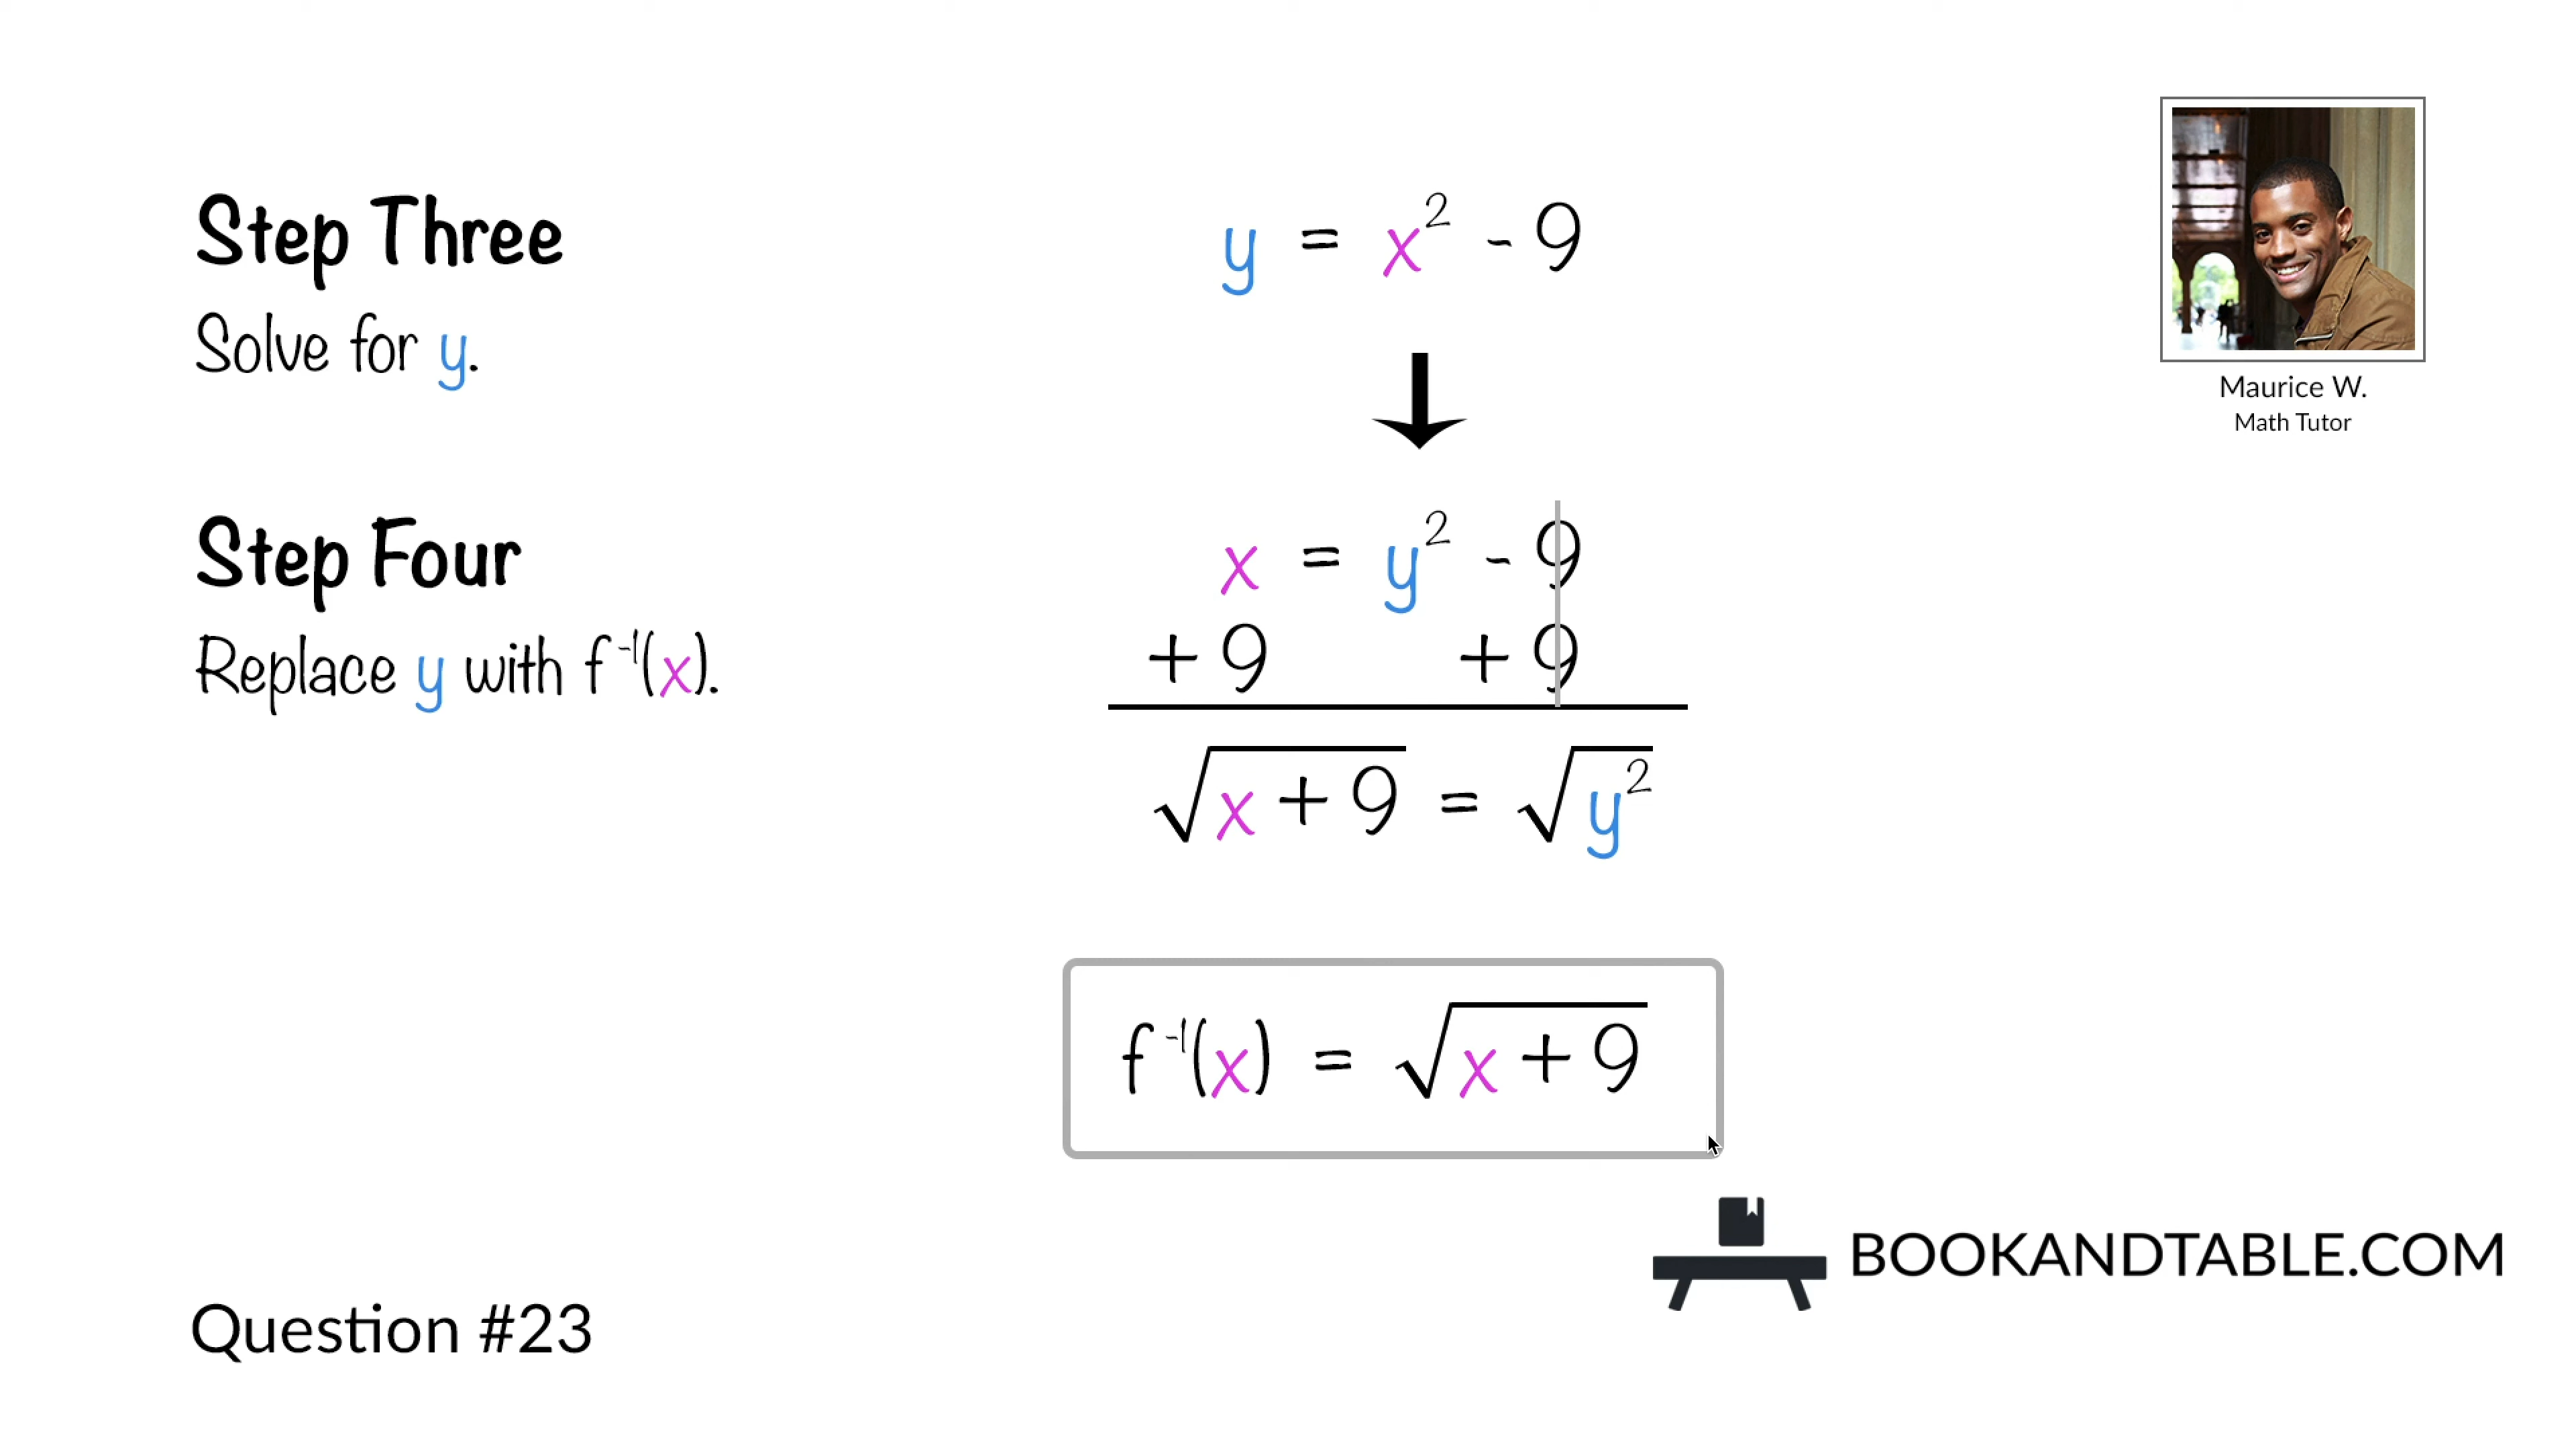 Step Three
Solve for y.
Step Four
Replace y with f⁻¹(x).
y = x² - 9
x = y² - 9
+ 9 + 9
√x + 9 = √y²
f⁻¹(x) = √x + 9
Maurice W.
Math Tutor
BOOKANDTABLE.COM
Question #23